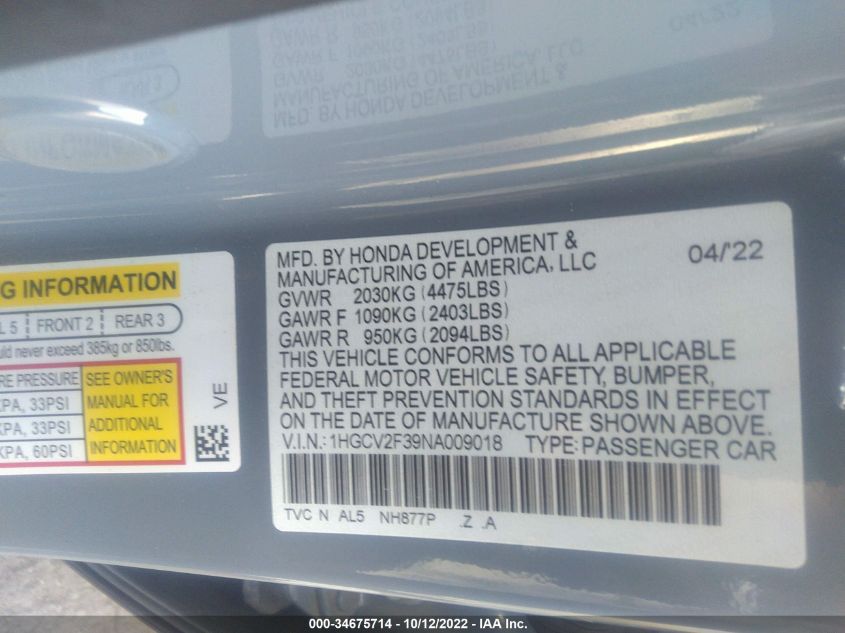 G INFORMATION
L 5 FRONT 2 REAR 3
uld never exceed 385kg or 850lbs.
RE PRESSURE
KPA, 33PSI
KPA, 33PSI
KPA, 60PSI
SEE OWNER'S
MANUAL FOR
ADDITIONAL
INFORMATION
VE
MFD. BY HONDA DEVELOPMENT &
MANUFACTURING OF AMERICA, LLC
04/'22
GVWR 2030KG (4475LBS)
GAWR F 1090KG (2403LBS)
GAWR R 950KG (2094LBS)
THIS VEHICLE CONFORMS TO ALL APPLICABLE
FEDERAL MOTOR VEHICLE SAFETY, BUMPER,
AND THEFT PREVENTION STANDARDS IN EFFECT
ON THE DATE OF MANUFACTURE SHOWN ABOVE.
V.I.N.: 1HGCV2F39NA009018 TYPE: PASSENGER CAR
TVC N AL5 NH877P .Z .A
000-34675714 - 10/12/2022 - IAA Inc.